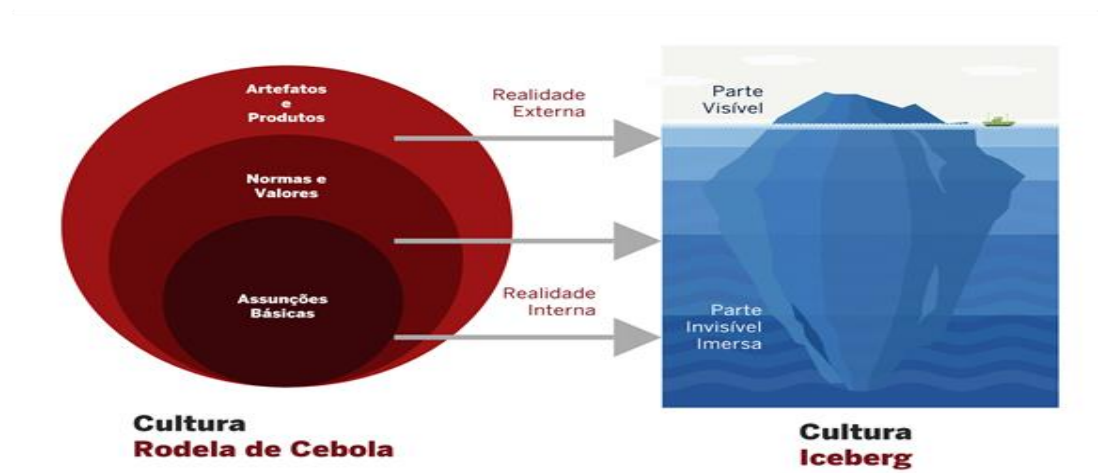 Artefatos
e
Produtos
Normas e
Valores
Assunções
Básicas
Realidade
Externa
Realidade
Interna
Parte
Visível
Parte
Invisível
Imersa
Cultura
Rodela de Cebola
Cultura
Iceberg